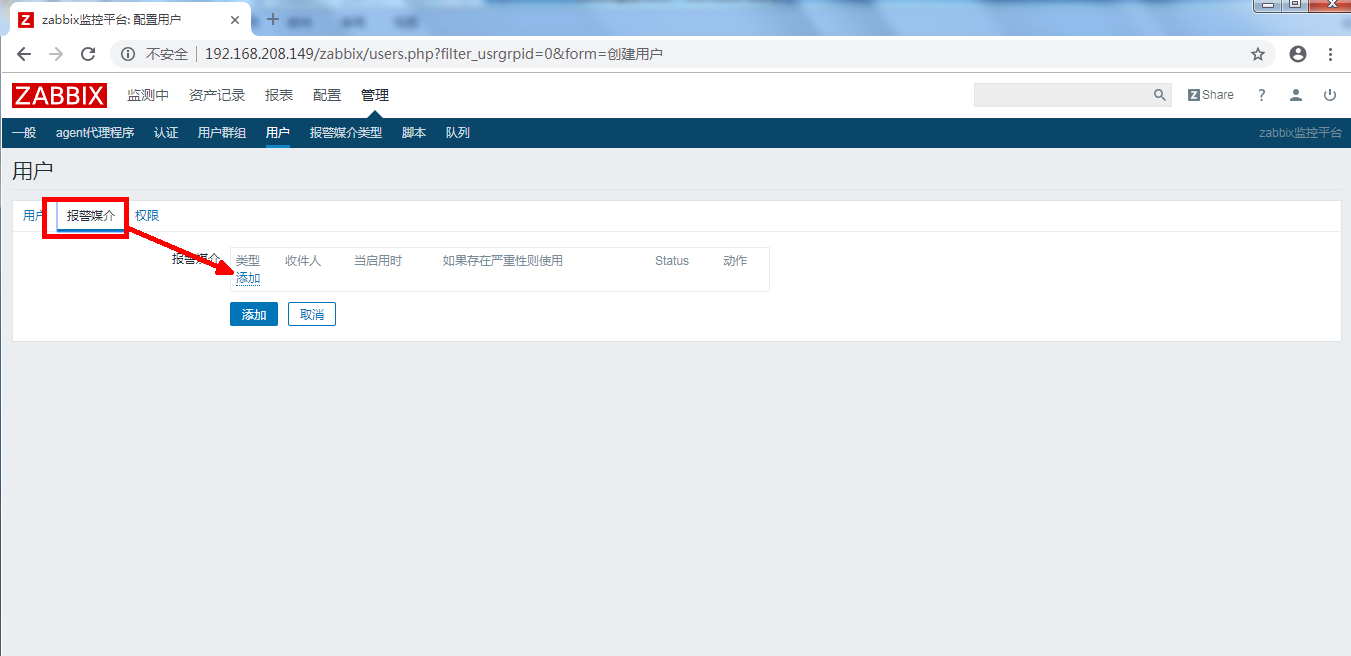 Z zabbix监控平台: 配置用户
不安全 192.168.208.149/zabbix/users.php?filter_usrgrpid=0&form=创建用户
ZABBIX 监测中 资产记录 报表 配置 管理 Z Share ?
一般 agent代理程序 认证 用户群组 用户 报警媒介类型 脚本 队列 zabbix监控平台
用户
用户 报警媒介 权限
报警媒介 类型 收件人 当启用时 如果存在严重性则使用 Status 动作
添加
添加 取消